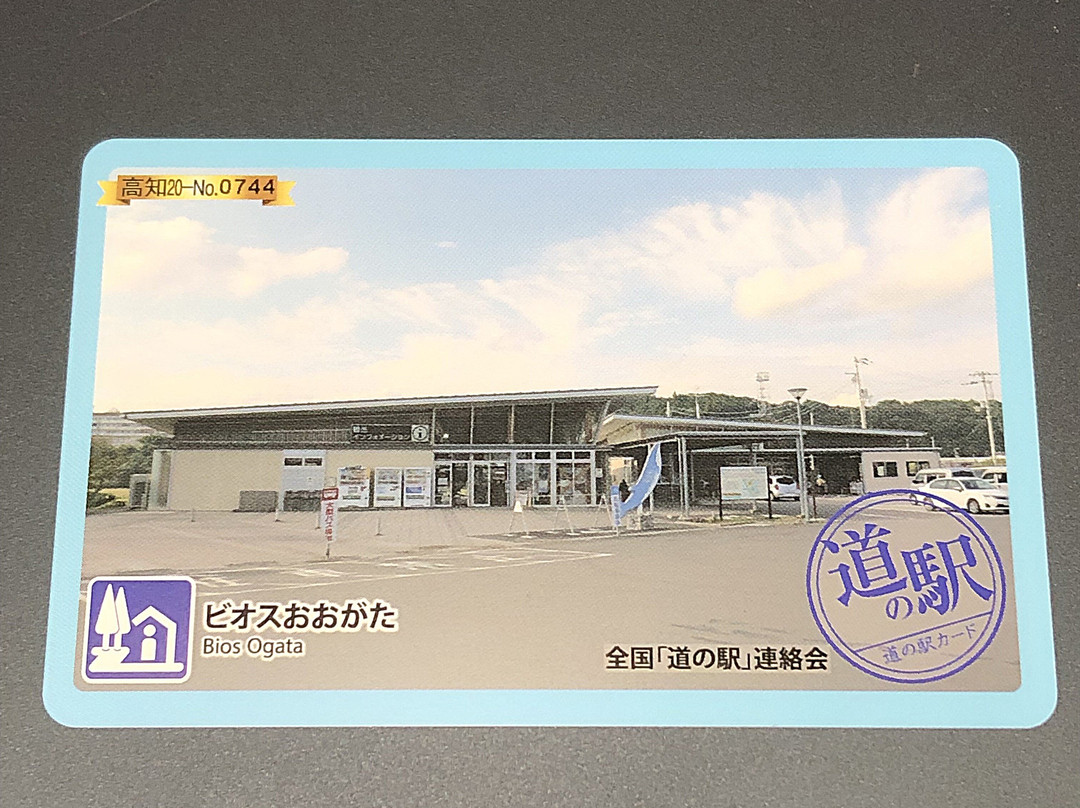 高知20-No.0744
観光
インフォメーション
ビオスおおがた
Bios Ogata
全国「道の駅」連絡会
道の駅
道の駅カード